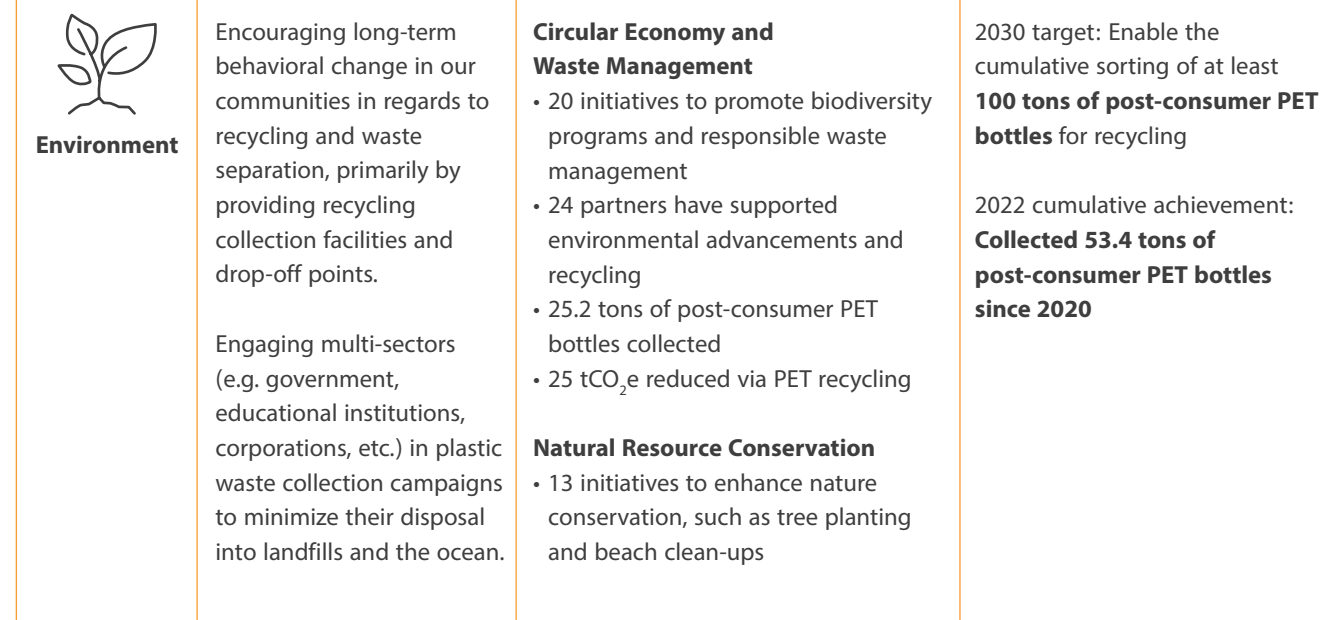 Environment
Encouraging long-term
behavioral change in our
communities in regards to
recycling and waste
separation, primarily by
providing recycling
collection facilities and
drop-off points.
Engaging multi-sectors
(e.g. government,
educational institutions,
corporations, etc.) in plastic
waste collection campaigns
to minimize their disposal
into landfills and the ocean.
Circular Economy and
Waste Management
• 20 initiatives to promote biodiversity
programs and responsible waste
management
• 24 partners have supported
environmental advancements and
recycling
• 25.2 tons of post-consumer PET
bottles collected
• 25 tCO₂e reduced via PET recycling
Natural Resource Conservation
• 13 initiatives to enhance nature
conservation, such as tree planting
and beach clean-ups
2030 target: Enable the
cumulative sorting of at least
100 tons of post-consumer PET
bottles for recycling
2022 cumulative achievement:
Collected 53.4 tons of
post-consumer PET bottles
since 2020